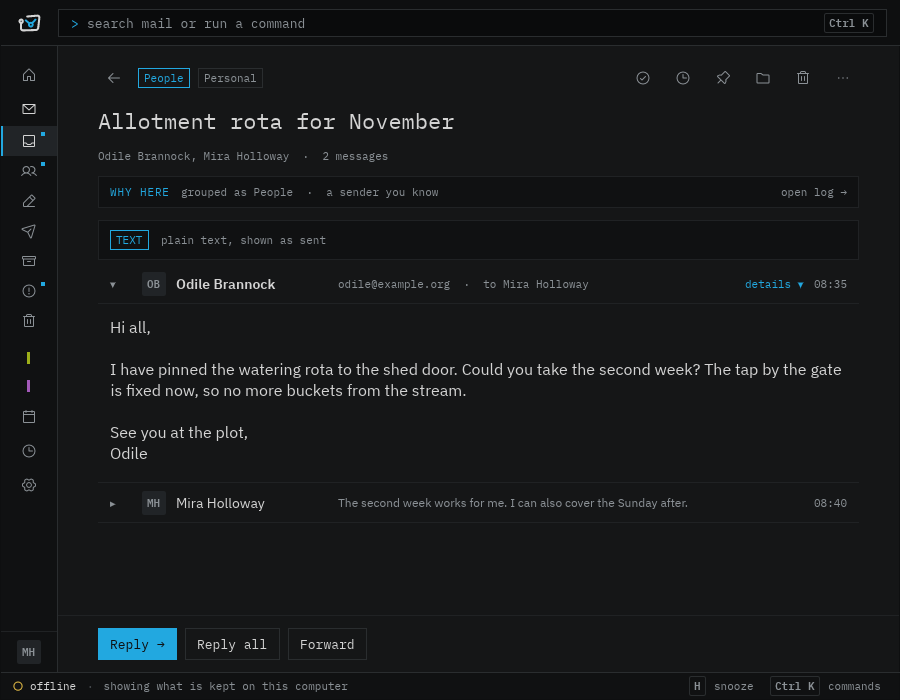 > search mail or run a command Ctrl K
People Personal
Allotment rota for November
Odile Brannock, Mira Holloway · 2 messages
WHY HERE grouped as People · a sender you know open log →
TEXT plain text, shown as sent
▾ OB Odile Brannock odile@example.org · to Mira Holloway details ▾ 08:35
Hi all,
I have pinned the watering rota to the shed door. Could you take the second week? The tap by the gate
is fixed now, so no more buckets from the stream.
See you at the plot,
Odile
▸ MH Mira Holloway The second week works for me. I can also cover the Sunday after. 08:40
Reply → Reply all Forward
MH
offline · showing what is kept on this computer H snooze Ctrl K commands